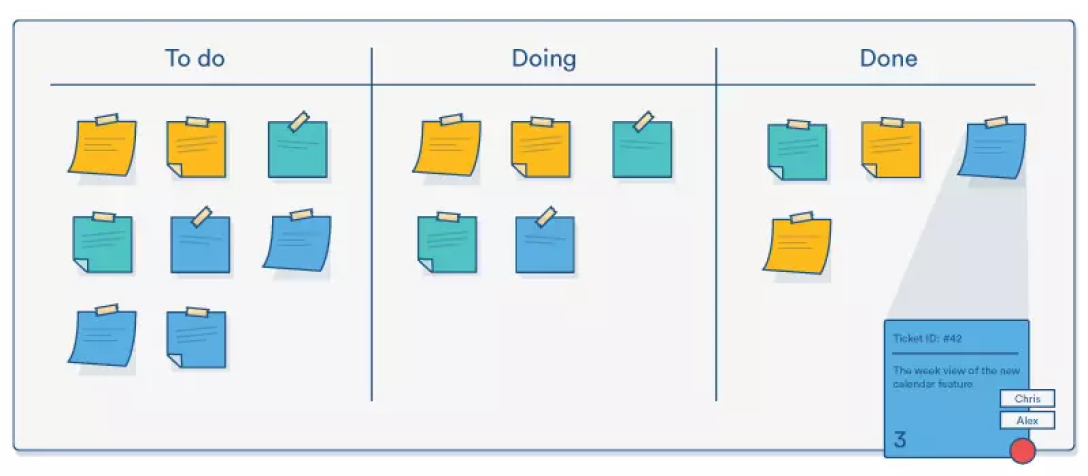 To do
Doing
Done
Ticket ID: #42
The week view of the new
calendar feature
Chris
Alex
3